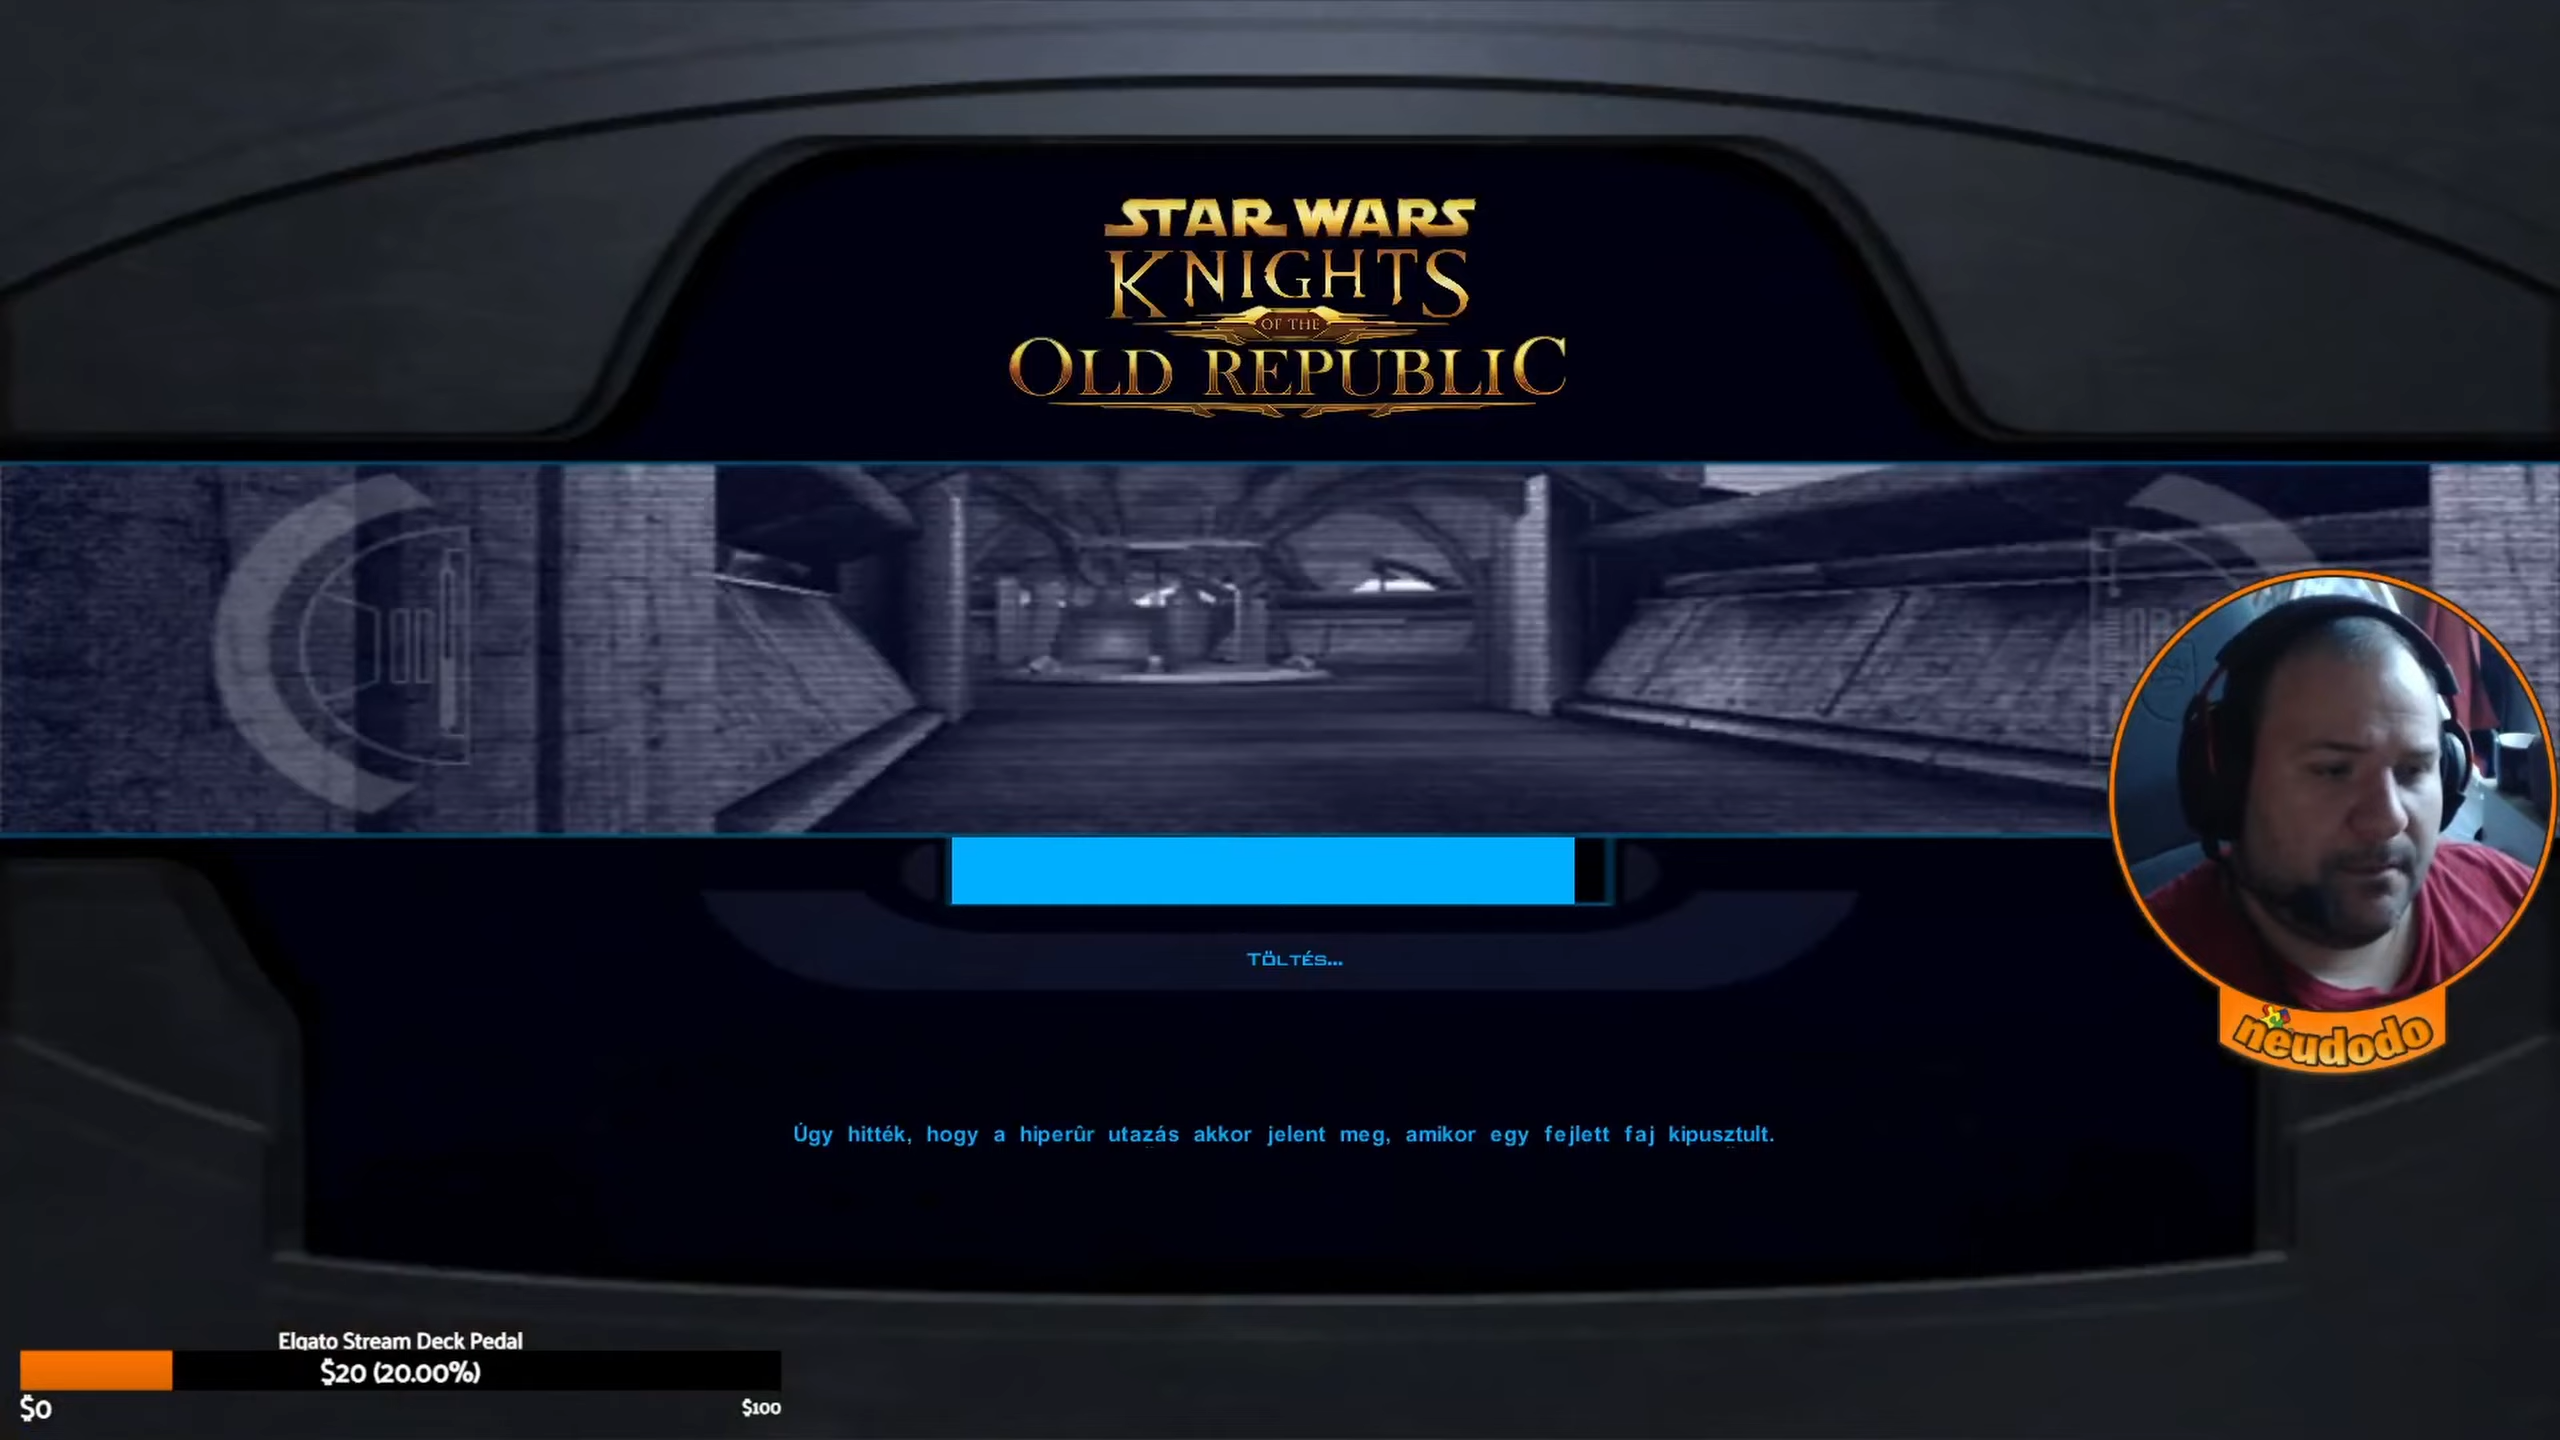 STAR WARS
KNIGHTS
OF THE
OLD REPUBLIC
TÖLTÉS...
neudodo
Úgy hitték, hogy a hiperûr utazás akkor jelent meg, amikor egy fejlett faj kipusztult.
Elgato Stream Deck Pedal
$20 (20.00%)
$0
$100